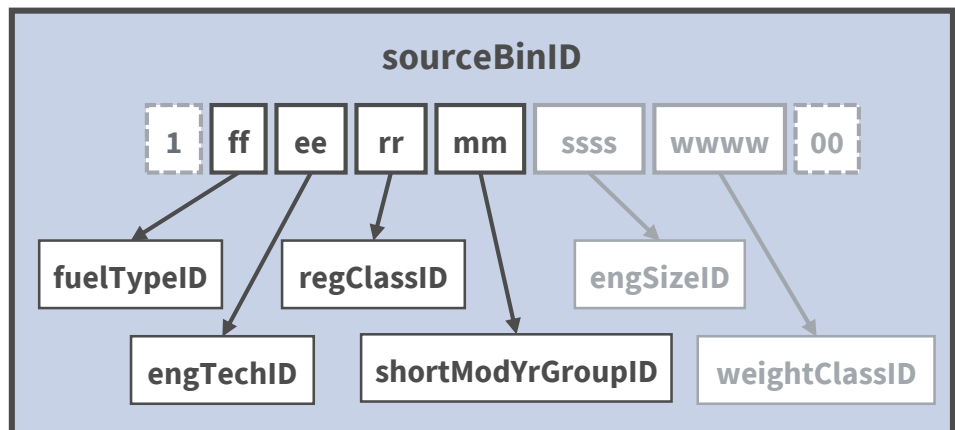 sourceBinID
1 ff ee rr mm ssss wwww 00
fuelTypeID regClassID engSizeID
engTechID shortModYrGroupID weightClassID